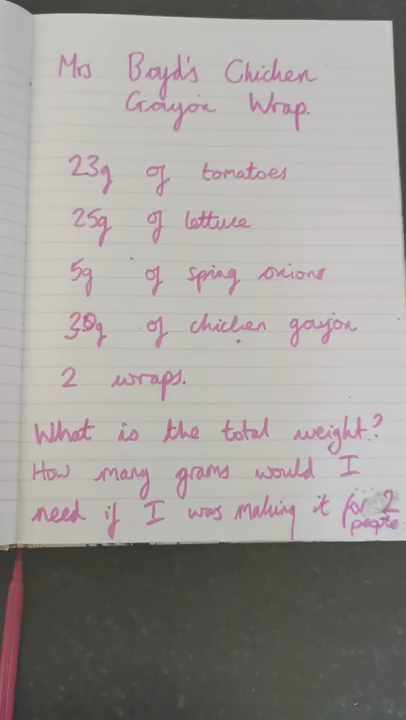 Mrs Boyd's Chicken
Goujon Wrap.
23g of tomatoes
25g of lettuce
5g of sping onions
30g of chicken goujon
2 wraps.
What is the total weight?
How many grams would I
need if I was making it for 2
people